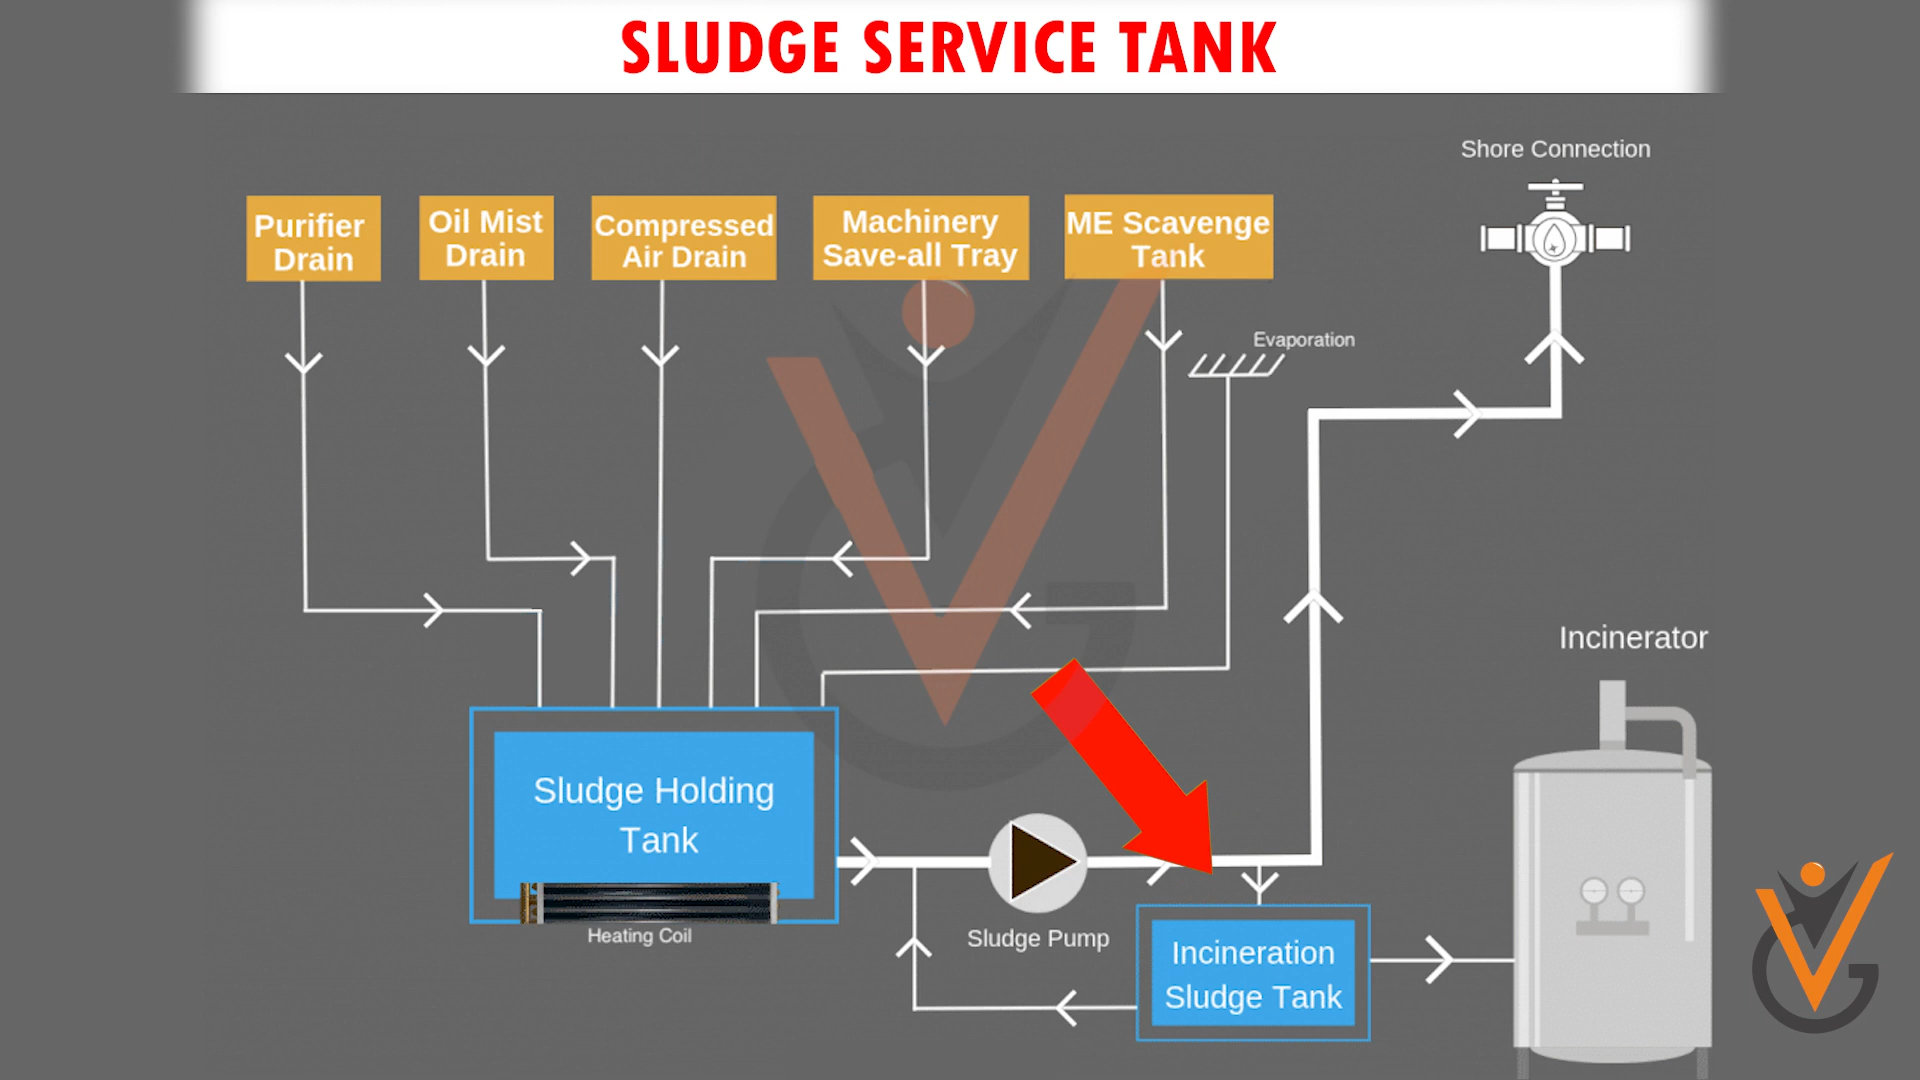 SLUDGE SERVICE TANK
Shore Connection
Purifier
Drain
Oil Mist
Drain
Compressed
Air Drain
Machinery
Save-all Tray
ME Scavenge
Tank
Evaporation
Incinerator
Sludge Holding
Tank
Heating Coil
Sludge Pump
Incineration
Sludge Tank